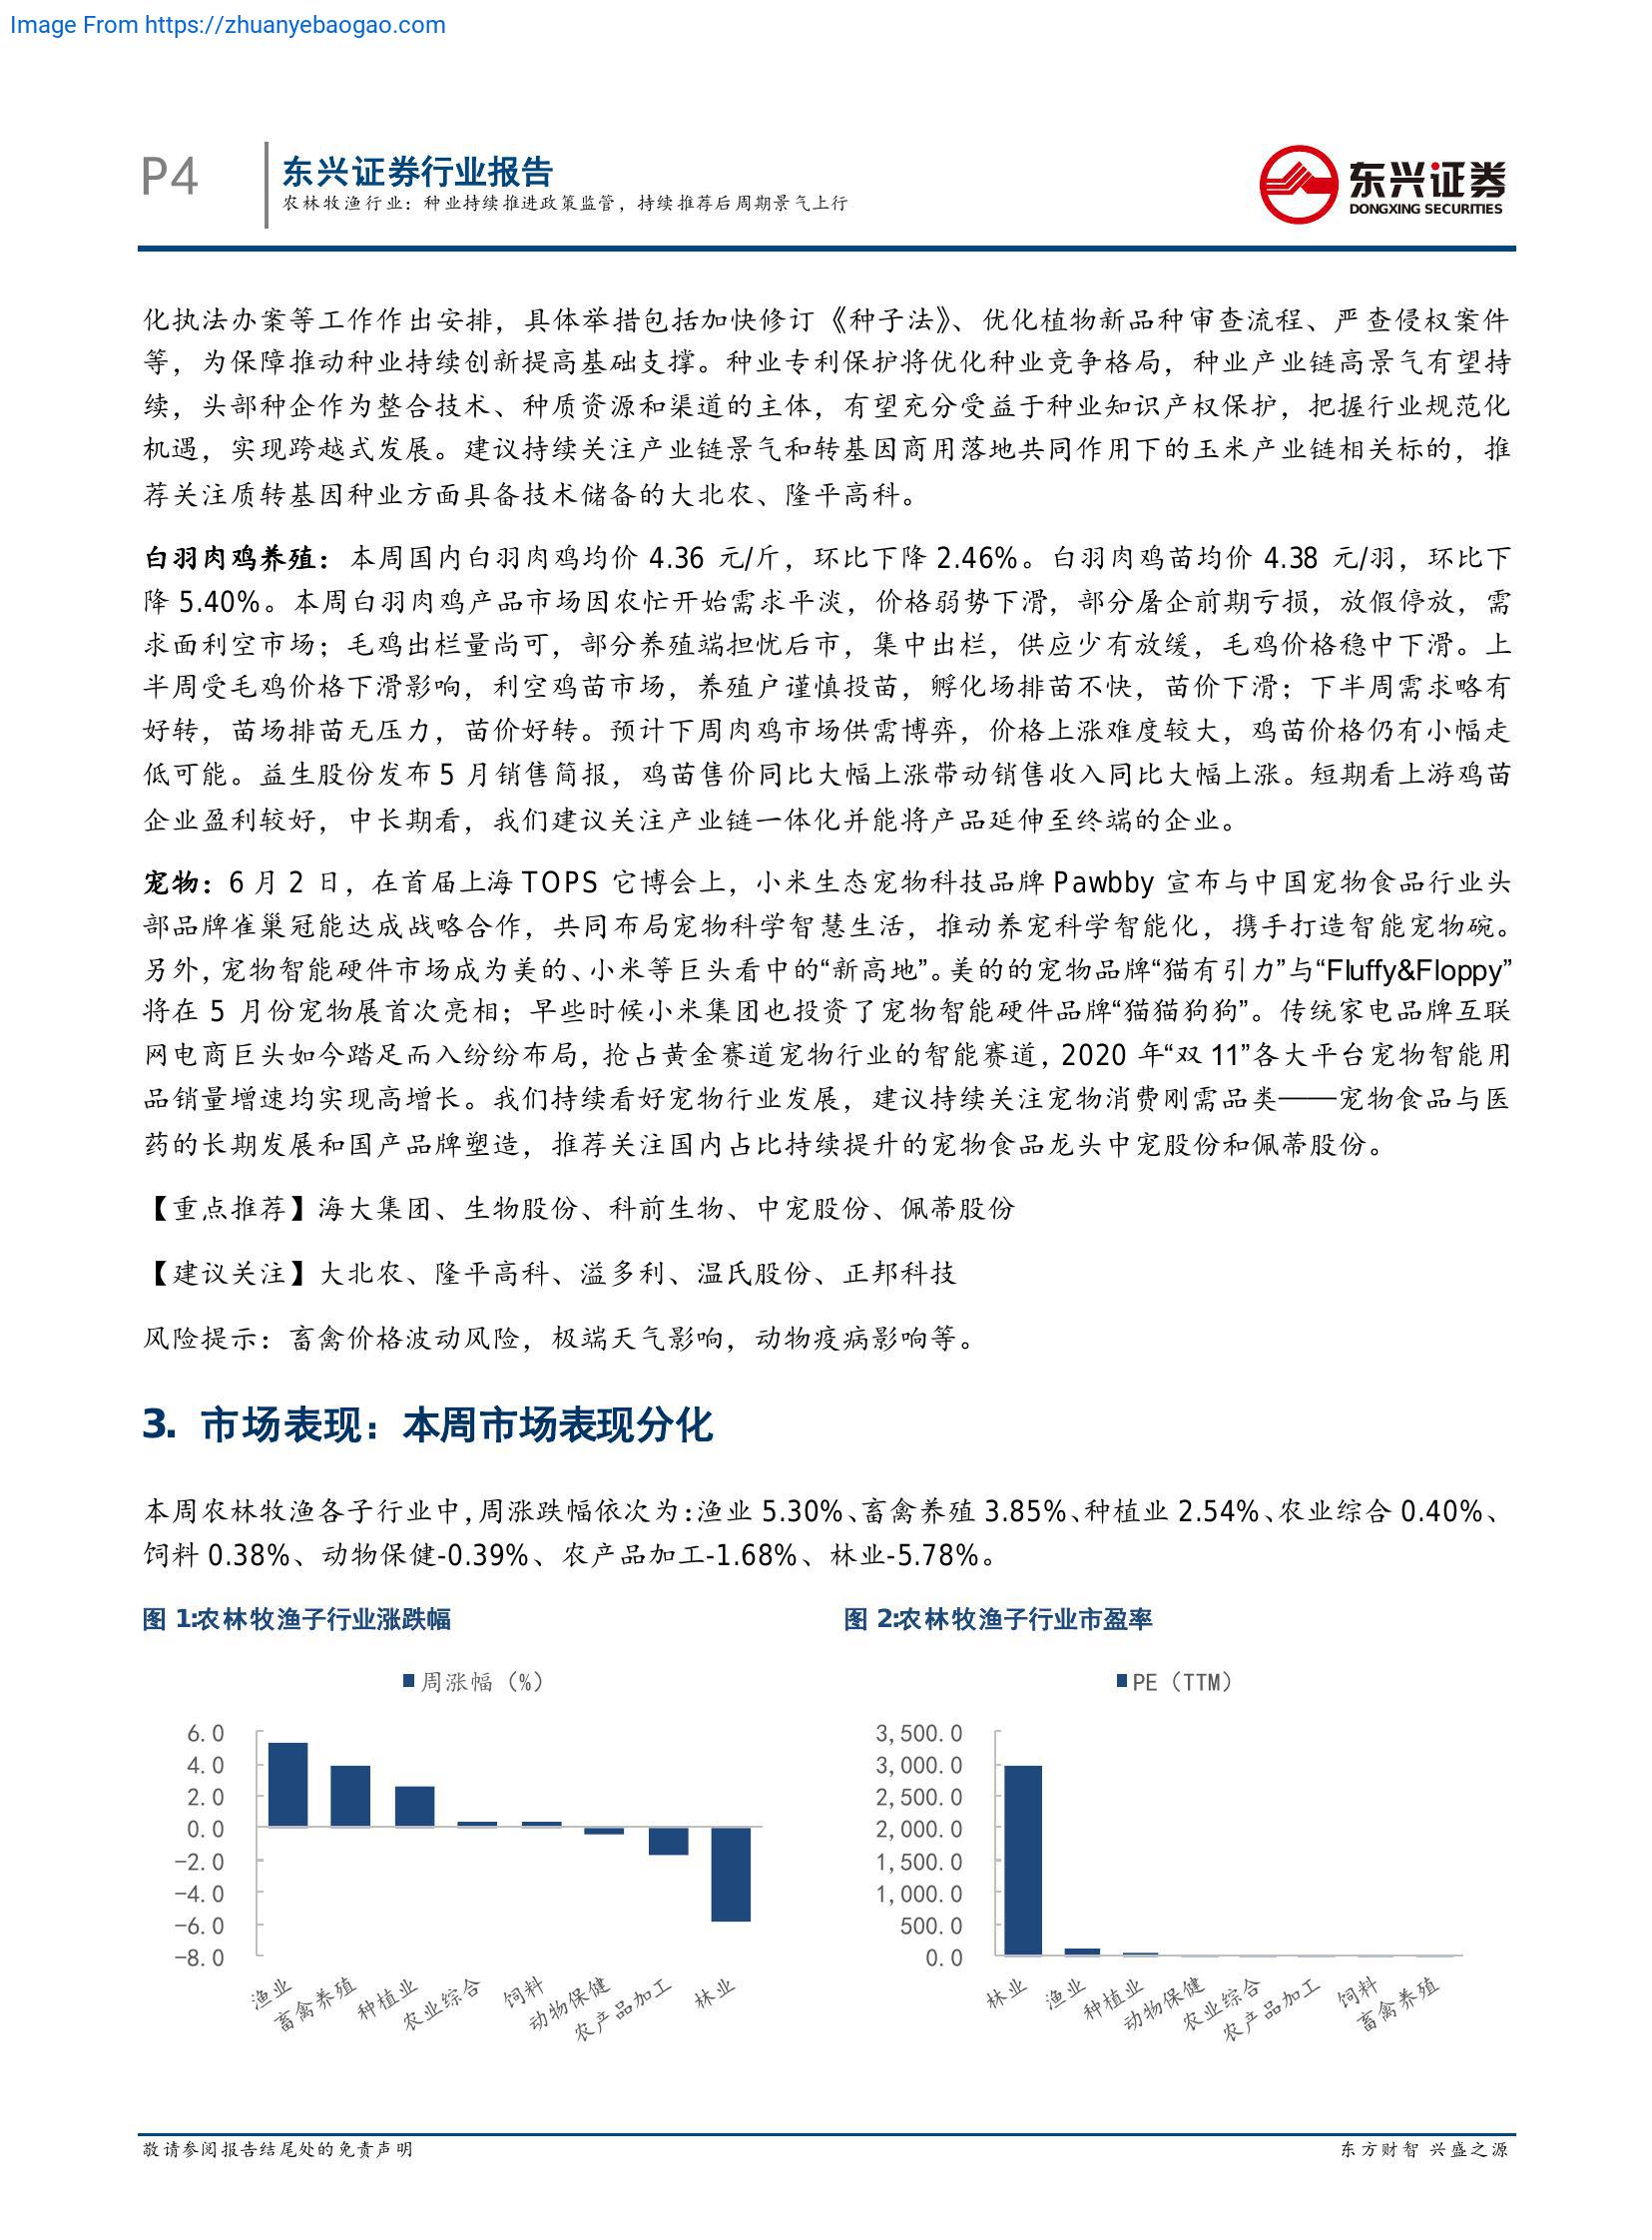 Image From https://zhuanyebaogao.com
P4
东兴证券行业报告
农林牧渔行业：种业持续推进政策监管，持续推荐后周期景气上行
东兴证券
DONGXING SECURITIES
化执法办案等工作作出安排，具体举措包括加快修订《种子法》、优化植物新品种审查流程、严查侵权案件
等，为保障推动种业持续创新提高基础支撑。种业专利保护将优化种业竞争格局，种业产业链高景气有望持
续，头部种企作为整合技术、种质资源和渠道的主体，有望充分受益于种业知识产权保护，把握行业规范化
机遇，实现跨越式发展。建议持续关注产业链景气和转基因商用落地共同作用下的玉米产业链相关标的，推
荐关注质转基因种业方面具备技术储备的大北农、隆平高科。
白羽肉鸡养殖：本周国内白羽肉鸡均价 4.36 元/斤，环比下降 2.46%。白羽肉鸡苗均价 4.38 元/羽，环比下
降 5.40%。本周白羽肉鸡产品市场因农忙开始需求平淡，价格弱势下滑，部分屠企前期亏损，放假停放，需
求面利空市场；毛鸡出栏量尚可，部分养殖端担忧后市，集中出栏，供应少有放缓，毛鸡价格稳中下滑。上
半周受毛鸡价格下滑影响，利空鸡苗市场，养殖户谨慎投苗，孵化场排苗不快，苗价下滑；下半周需求略有
好转，苗场排苗无压力，苗价好转。预计下周肉鸡市场供需博弈，价格上涨难度较大，鸡苗价格仍有小幅走
低可能。益生股份发布 5 月销售简报，鸡苗售价同比大幅上涨带动销售收入同比大幅上涨。短期看上游鸡苗
企业盈利较好，中长期看，我们建议关注产业链一体化并能将产品延伸至终端的企业。
宠物：6 月 2 日，在首届上海 TOPS 它博会上，小米生态宠物科技品牌 Pawbby 宣布与中国宠物食品行业头
部品牌雀巢冠能达成战略合作，共同布局宠物科学智慧生活，推动养宠科学智能化，携手打造智能宠物碗。
另外，宠物智能硬件市场成为美的、小米等巨头看中的“新高地”。美的的宠物品牌“猫有引力”与“Fluffy&Floppy”
将在 5 月份宠物展首次亮相；早些时候小米集团也投资了宠物智能硬件品牌“猫猫狗狗”。传统家电品牌互联
网电商巨头如今踏足而入纷纷布局，抢占黄金赛道宠物行业的智能赛道，2020 年“双 11”各大平台宠物智能用
品销量增速均实现高增长。我们持续看好宠物行业发展，建议持续关注宠物消费刚需品类——宠物食品与医
药的长期发展和国产品牌塑造，推荐关注国内占比持续提升的宠物食品龙头中宠股份和佩蒂股份。
【重点推荐】海大集团、生物股份、科前生物、中宠股份、佩蒂股份
【建议关注】大北农、隆平高科、溢多利、温氏股份、正邦科技
风险提示：畜禽价格波动风险，极端天气影响，动物疫病影响等。
3. 市场表现：本周市场表现分化
本周农林牧渔各子行业中，周涨跌幅依次为：渔业 5.30%、畜禽养殖 3.85%、种植业 2.54%、农业综合 0.40%、
饲料 0.38%、动物保健-0.39%、农产品加工-1.68%、林业-5.78%。
图 1:农林牧渔子行业涨跌幅
周涨幅（%）
6.0
4.0
2.0
0.0
-2.0
-4.0
-6.0
-8.0
渔业
畜禽养殖
种植业
农业综合
饲料
动物保健
农产品加工
林业
图 2:农林牧渔子行业市盈率
PE（TTM）
3,500.0
3,000.0
2,500.0
2,000.0
1,500.0
1,000.0
500.0
0.0
林业
渔业
种植业
动物保健
农业综合
农产品加工
饲料
畜禽养殖
敬请参阅报告结尾处的免责声明
东方财智 兴盛之源